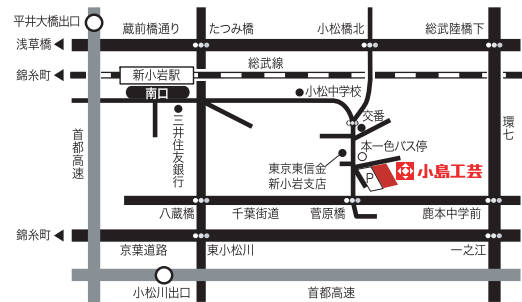 平井大橋出口
蔵前橋通り
たつみ橋
小松橋北
総武陸橋下
浅草橋
総武線
錦糸町
新小岩駅
南口
小松中学校
交番
首都高速
三井住友銀行
環七
本一色バス停
東京東信金
新小岩支店
P
小島工芸
八蔵橋
千葉街道
菅原橋
鹿本中学前
錦糸町
京葉道路
東小松川
一之江
小松川出口
首都高速